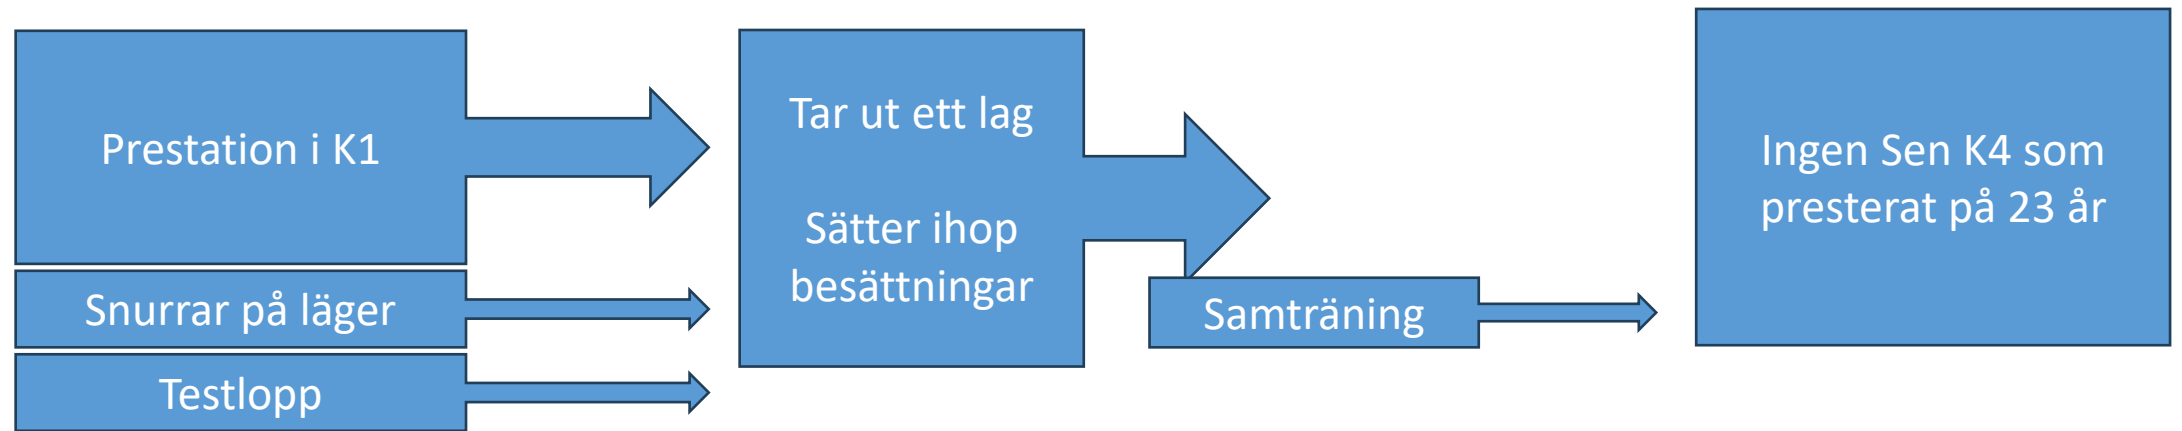 Prestation i K1
Snurrar på läger
Testlopp
Tar ut ett lag
Sätter ihop
besättningar
Samträning
Ingen Sen K4 som
presterat på 23 år